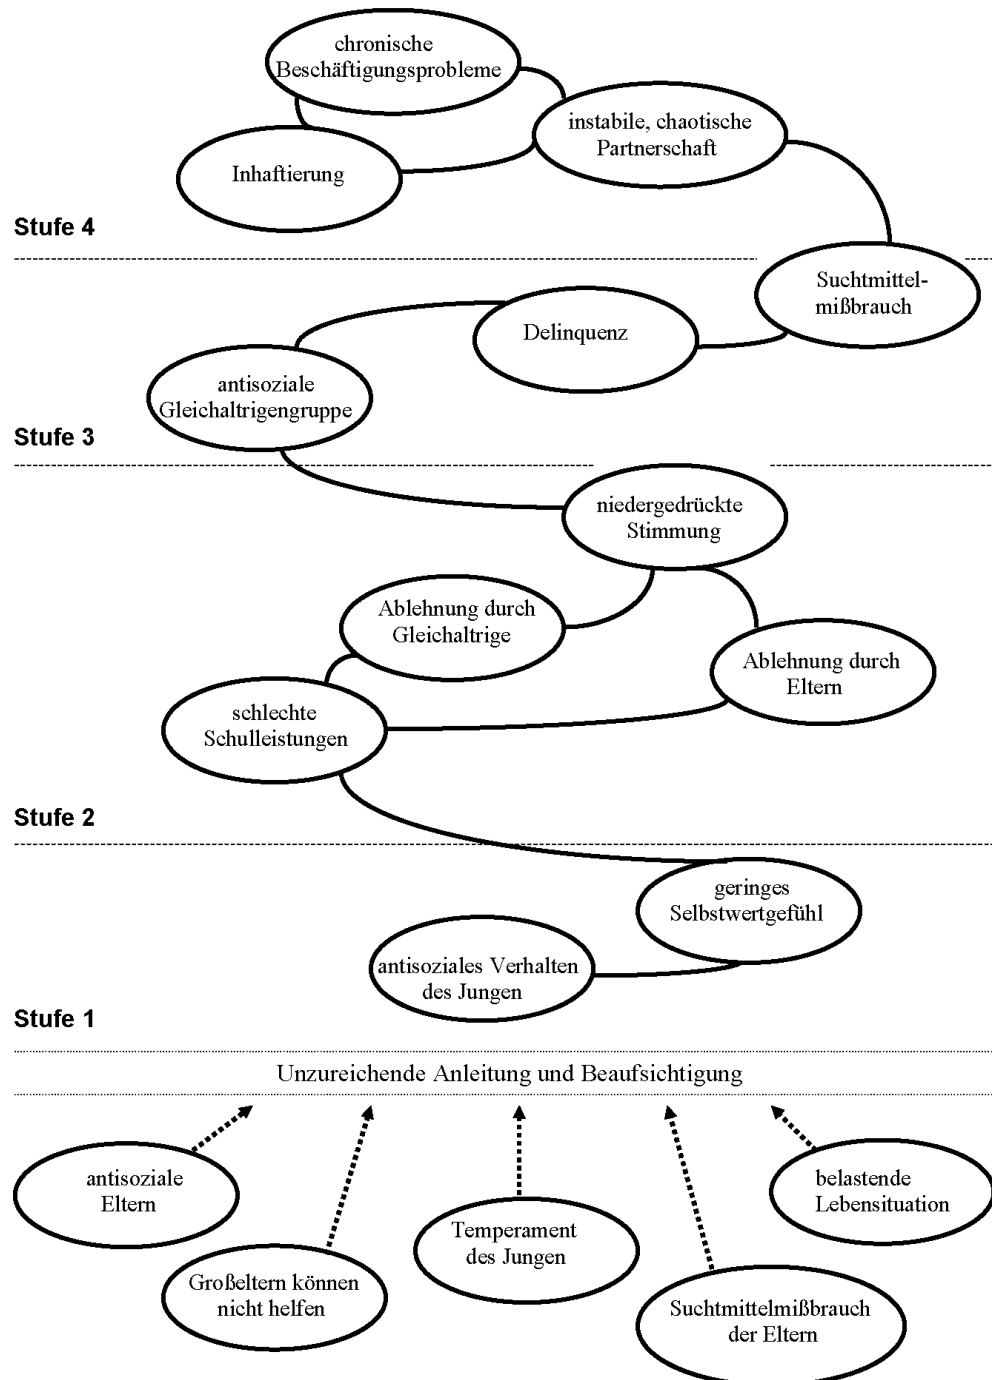 chronische
Beschäftigungsprobleme
instabile, chaotische
Partnerschaft
Inhaftierung
Stufe 4
Suchtmittel-
mißbrauch
Delinquenz
antisoziale
Gleichaltrigengruppe
Stufe 3
niedergedrückte
Stimmung
Ablehnung durch
Gleichaltrige
Ablehnung durch
Eltern
schlechte
Schulleistungen
Stufe 2
geringes
Selbstwertgefühl
antisoziales Verhalten
des Jungen
Stufe 1
Unzureichende Anleitung und Beaufsichtigung
antisoziale
Eltern
Großeltern können
nicht helfen
Temperament
des Jungen
Suchtmittelmißbrauch
der Eltern
belastende
Lebensituation